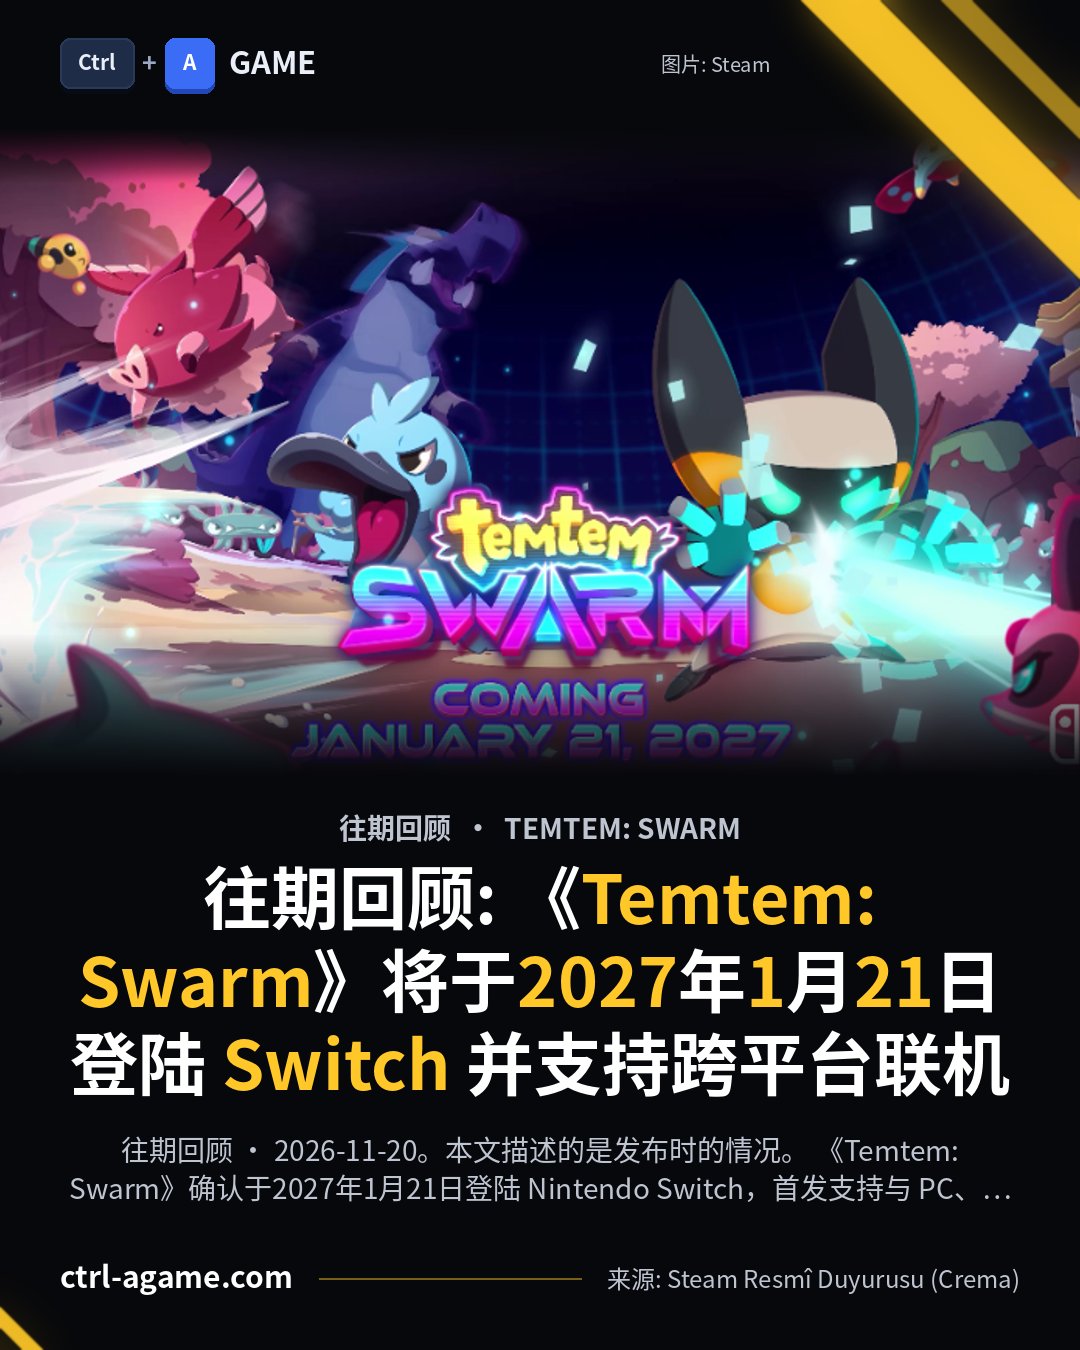 Ctrl + A GAME
图片: Steam
temtem
SWARM
COMING
JANUARY 21, 2027
往期回顾 • TEMTEM: SWARM
往期回顾: 《Temtem:
Swarm》将于2027年1月21日
登陆 Switch 并支持跨平台联机
往期回顾 • 2026-11-20。本文描述的是发布时的情况。 《Temtem:
Swarm》确认于2027年1月21日登陆 Nintendo Switch，首发支持与 PC、…
ctrl-agame.com
来源: Steam Resmî Duyurusu (Crema)